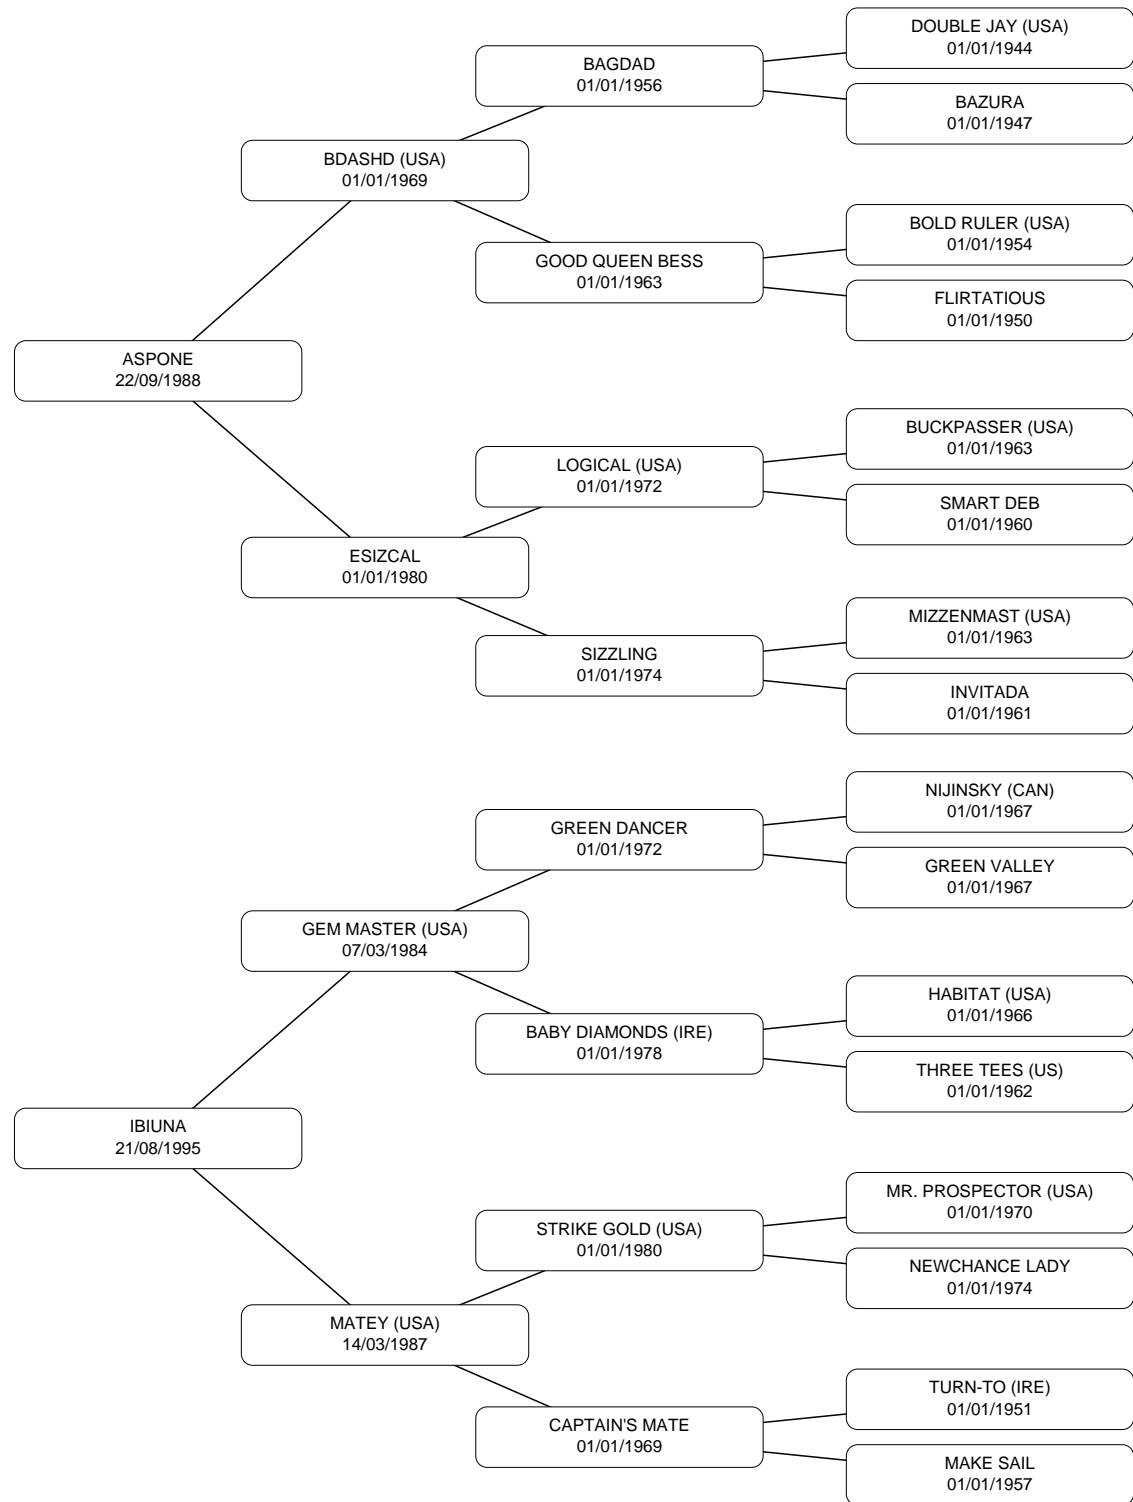 DOUBLE JAY (USA)
01/01/1944
BAGDAD
01/01/1956
BAZURA
01/01/1947
BDASHD (USA)
01/01/1969
BOLD RULER (USA)
01/01/1954
GOOD QUEEN BESS
01/01/1963
FLIRTATIOUS
01/01/1950
ASPONE
22/09/1988
BUCKPASSER (USA)
01/01/1963
LOGICAL (USA)
01/01/1972
SMART DEB
01/01/1960
ESIZCAL
01/01/1980
MIZZENMAST (USA)
01/01/1963
SIZZLING
01/01/1974
INVITADA
01/01/1961
NIJINSKY (CAN)
01/01/1967
GREEN DANCER
01/01/1972
GREEN VALLEY
01/01/1967
GEM MASTER (USA)
07/03/1984
HABITAT (USA)
01/01/1966
BABY DIAMONDS (IRE)
01/01/1978
THREE TEES (US)
01/01/1962
IBIUNA
21/08/1995
MR. PROSPECTOR (USA)
01/01/1970
STRIKE GOLD (USA)
01/01/1980
NEWCHANCE LADY
01/01/1974
MATEY (USA)
14/03/1987
TURN-TO (IRE)
01/01/1951
CAPTAIN'S MATE
01/01/1969
MAKE SAIL
01/01/1957